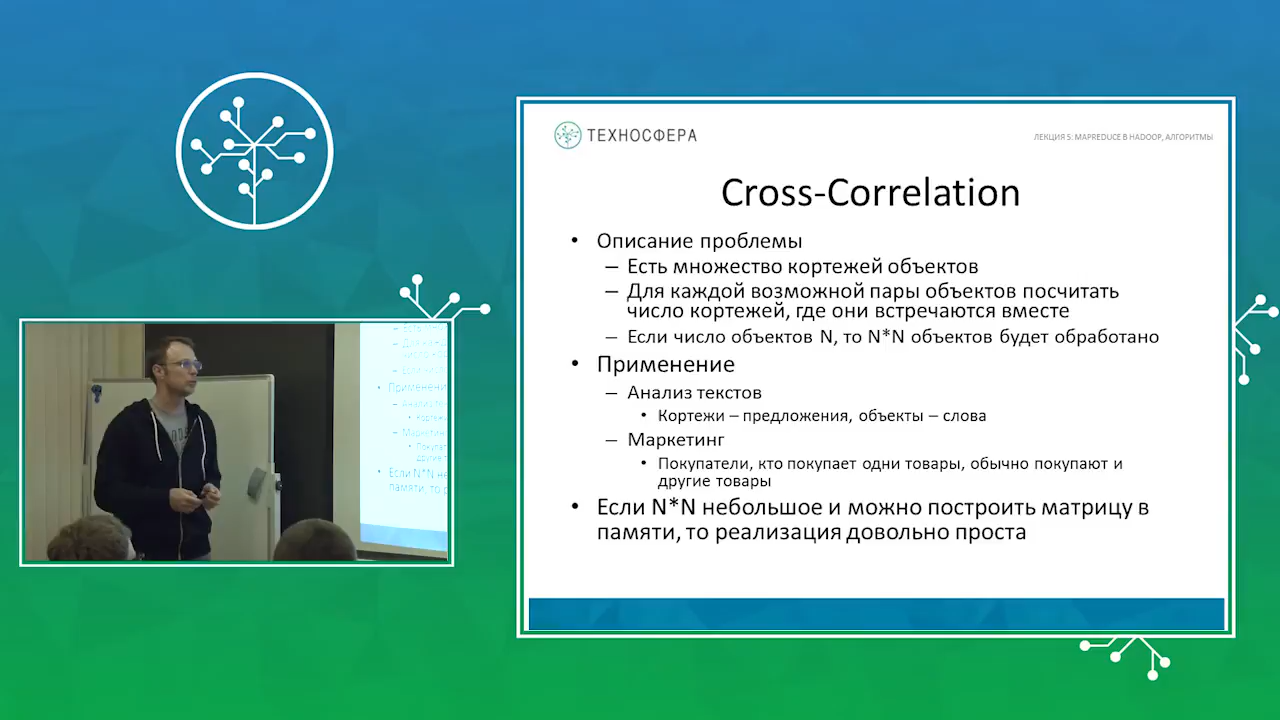 ТЕХНОСФЕРА
ЛЕКЦИЯ 5: MAPREDUCE В HADOOP, АЛГОРИТМЫ
Cross-Correlation
• Описание проблемы
– Есть множество кортежей объектов
– Для каждой возможной пары объектов посчитать
число кортежей, где они встречаются вместе
– Если число объектов N, то N*N объектов будет обработано
• Применение
– Анализ текстов
• Кортежи – предложения, объекты – слова
– Маркетинг
• Покупатели, кто покупает одни товары, обычно покупают и
другие товары
• Если N*N небольшое и можно построить матрицу в
памяти, то реализация довольно проста